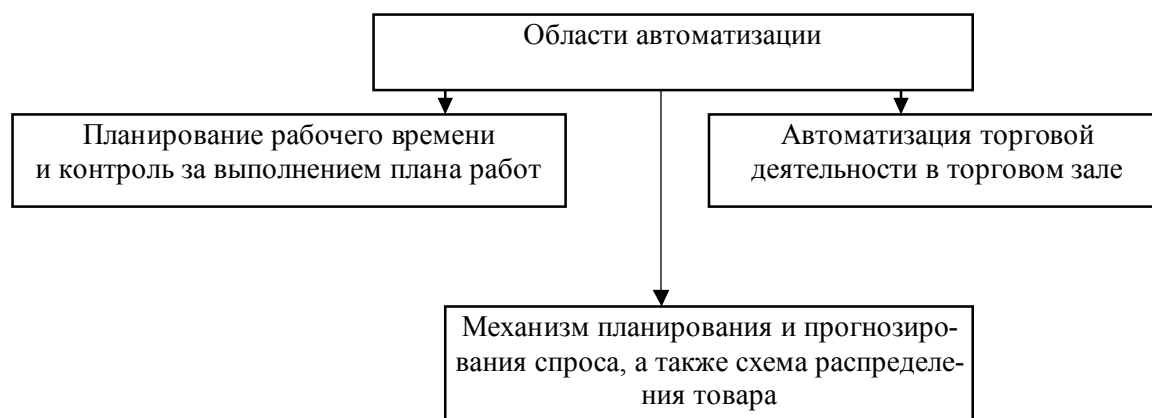 Области автоматизации
Планирование рабочего времени
и контроль за выполнением плана работ
Автоматизация торговой
деятельности в торговом зале
Механизм планирования и прогнозиро-
вания спроса, а также схема распределе-
ния товара